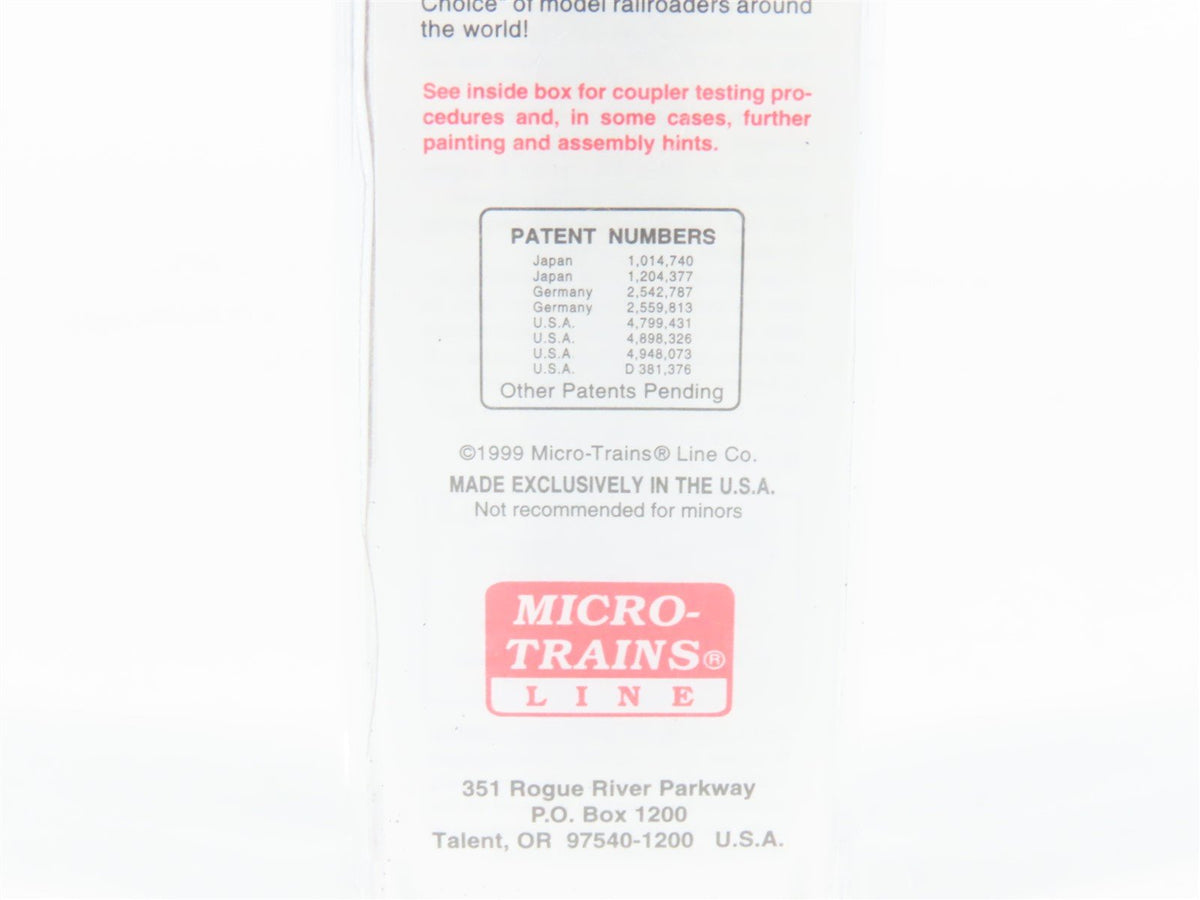 Choice" of model railroaders around
the world!
See inside box for coupler testing pro-
cedures and, in some cases, further
painting and assembly hints.
PATENT NUMBERS
Japan 1,014,740
Japan 1,204,377
Germany 2,542,787
Germany 2,559,813
U.S.A. 4,799,431
U.S.A. 4,898,326
U.S.A 4,948,073
U.S.A. D 381,376
Other Patents Pending
©1999 Micro-Trains® Line Co.
MADE EXCLUSIVELY IN THE U.S.A.
Not recommended for minors
MICRO-
TRAINS®
LINE
351 Rogue River Parkway
P.O. Box 1200
Talent, OR 97540-1200 U.S.A.